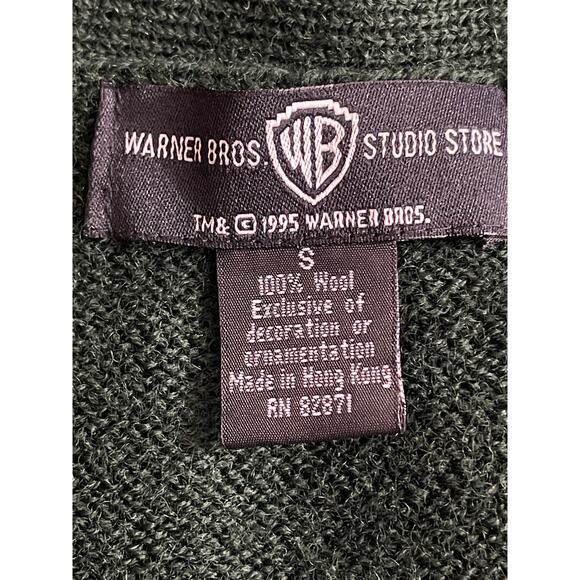 WARNER BROS. WB STUDIO STORE
TM& © 1995 WARNER BROS.
S
100% Wool
Exclusive of
decoration or
ornamentation
Made in Hong Kong
RN 82871